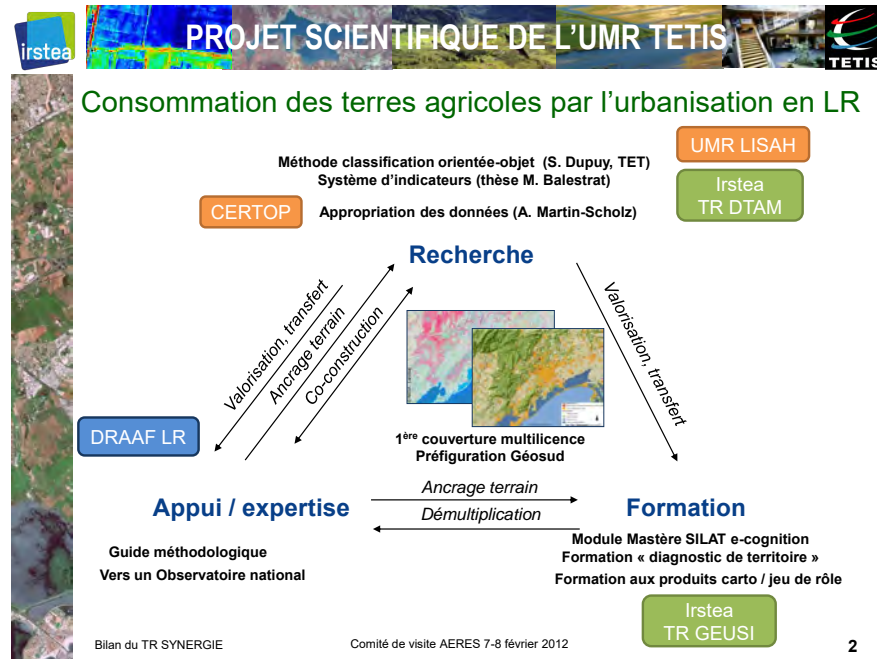 irstea
PROJET SCIENTIFIQUE DE L'UMR TETIS
TETIS
Consommation des terres agricoles par l'urbanisation en LR
UMR LISAH
Méthode classification orientée-objet (S. Dupuy, TET)
Système d'indicateurs (thèse M. Balestrat)
Irstea
TR DTAM
CERTOP
Appropriation des données (A. Martin-Scholz)
Recherche
Valorisation, transfert
Ancrage terrain
Co-construction
Valorisation, transfert
DRAAF LR
1ère couverture multilicence
Préfiguration Géosud
Appui / expertise
Ancrage terrain
Démultiplication
Formation
Guide méthodologique
Vers un Observatoire national
Module Mastère SILAT e-cognition
Formation « diagnostic de territoire »
Formation aux produits carto / jeu de rôle
Irstea
TR GEUSI
Bilan du TR SYNERGIE
Comité de visite AERES 7-8 février 2012
2